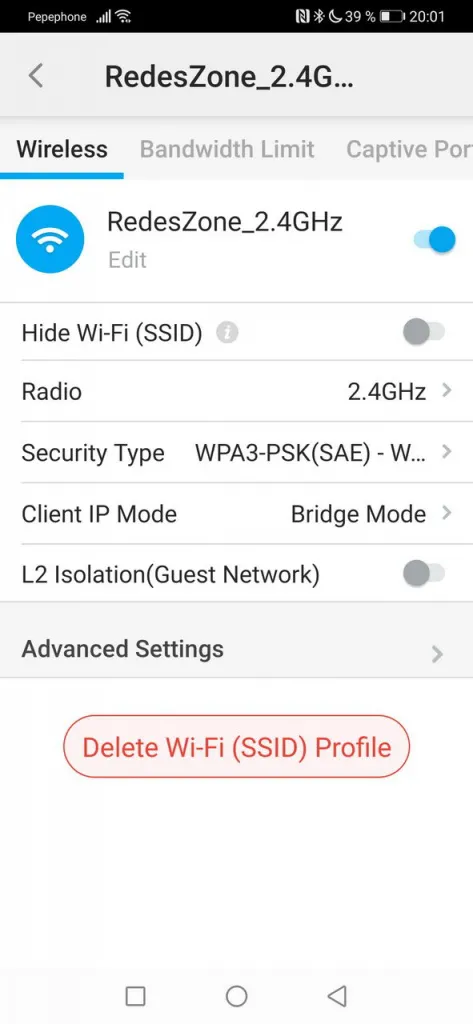 Pepephone 39 % 20:01
RedesZone_2.4G...
Wireless Bandwidth Limit Captive Por
RedesZone_2.4GHz
Edit
Hide Wi-Fi (SSID) i
Radio 2.4GHz
Security Type WPA3-PSK(SAE) - W...
Client IP Mode Bridge Mode
L2 Isolation(Guest Network)
Advanced Settings
Delete Wi-Fi (SSID) Profile